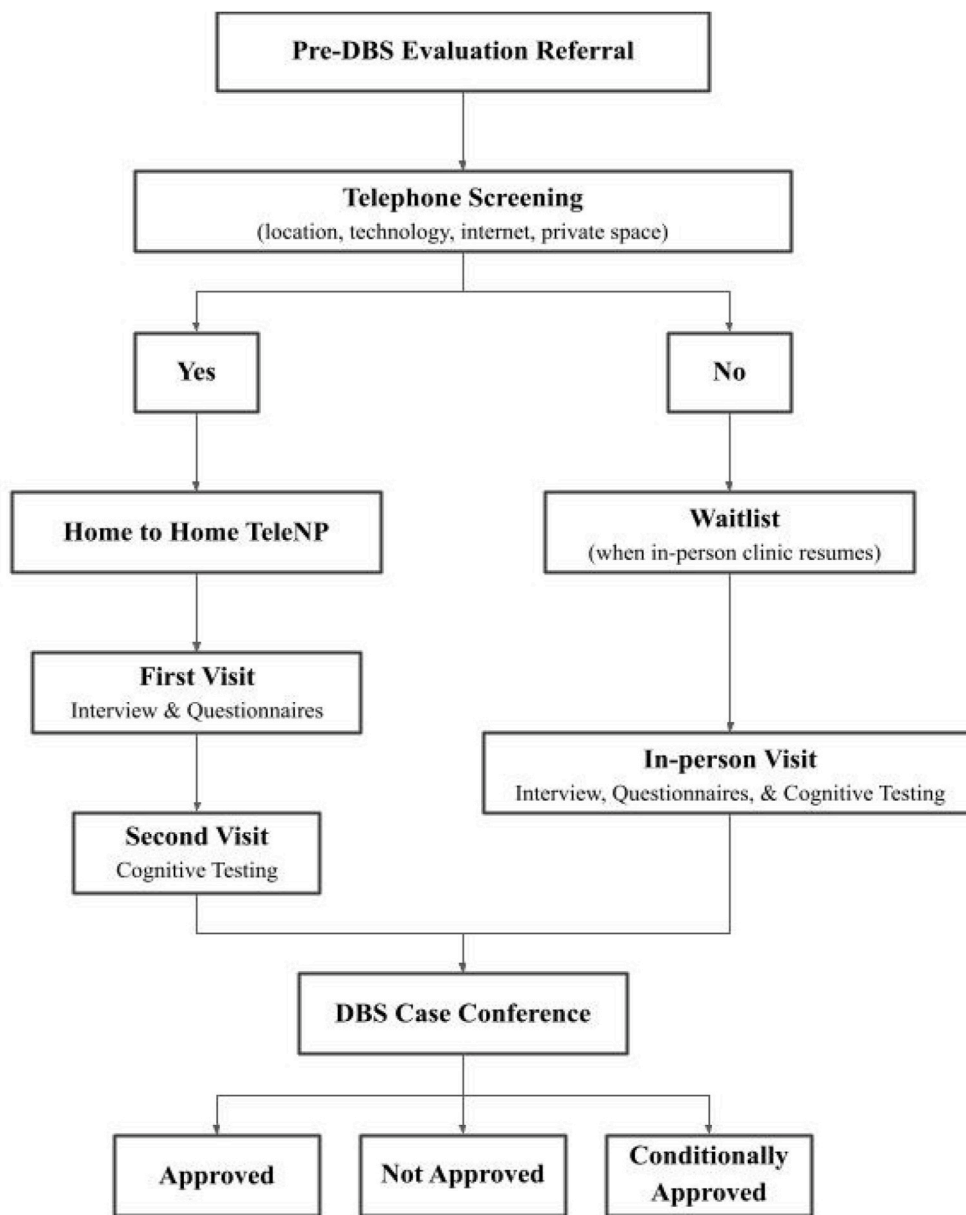 Pre-DBS Evaluation Referral
Telephone Screening
(location, technology, internet, private space)
Yes
No
Home to Home TeleNP
Waitlist
(when in-person clinic resumes)
First Visit
Interview & Questionnaires
In-person Visit
Interview, Questionnaires, & Cognitive Testing
Second Visit
Cognitive Testing
DBS Case Conference
Approved
Not Approved
Conditionally
Approved